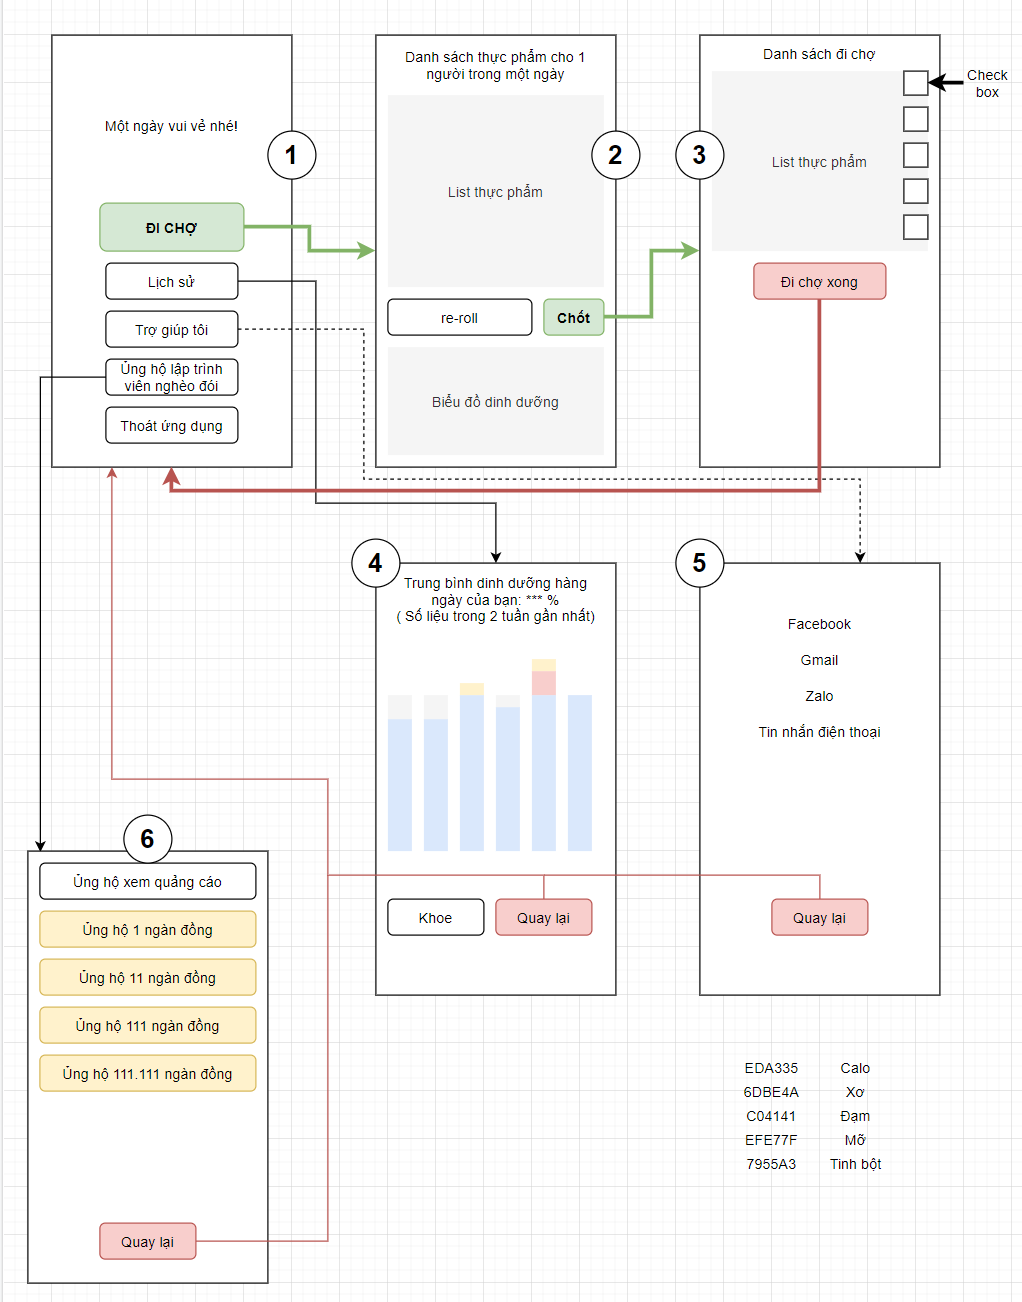 Một ngày vui vẻ nhé!
1
ĐI CHỢ
Lịch sử
Trợ giúp tôi
Ủng hộ lập trình
viên nghèo đói
Thoát ứng dụng
Danh sách thực phẩm cho 1
người trong một ngày
2
List thực phẩm
re-roll
Chốt
Biểu đồ dinh dưỡng
Danh sách đi chợ
3
Check
box
List thực phẩm
Đi chợ xong
4
Trung bình dinh dưỡng hàng
ngày của bạn: *** %
( Số liệu trong 2 tuần gần nhất)
Khoe
Quay lại
5
Facebook
Gmail
Zalo
Tin nhắn điện thoại
Quay lại
6
Ủng hộ xem quảng cáo
Ủng hộ 1 ngàn đồng
Ủng hộ 11 ngàn đồng
Ủng hộ 111 ngàn đồng
Ủng hộ 111.111 ngàn đồng
Quay lại
EDA335 Calo
6DBE4A Xơ
C04141 Đạm
EFE77F Mỡ
7955A3 Tinh bột